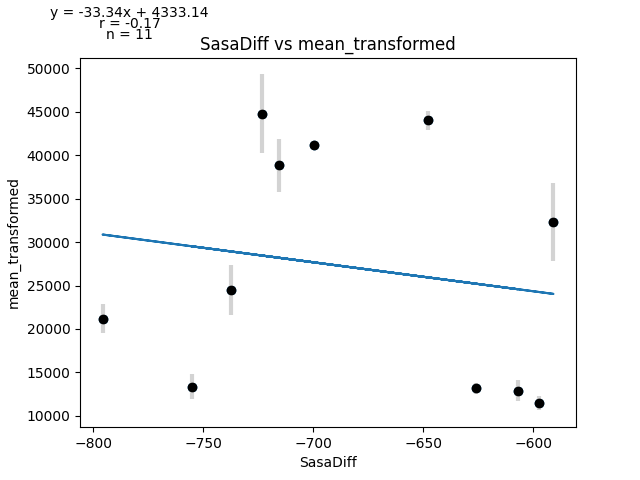 y = -33.34x + 4333.14
r = -0.17
n = 11
SasaDiff vs mean_transformed
50000
45000
40000
35000
30000
25000
20000
15000
10000
mean_transformed
−800 −750 −700 −650 −600
SasaDiff